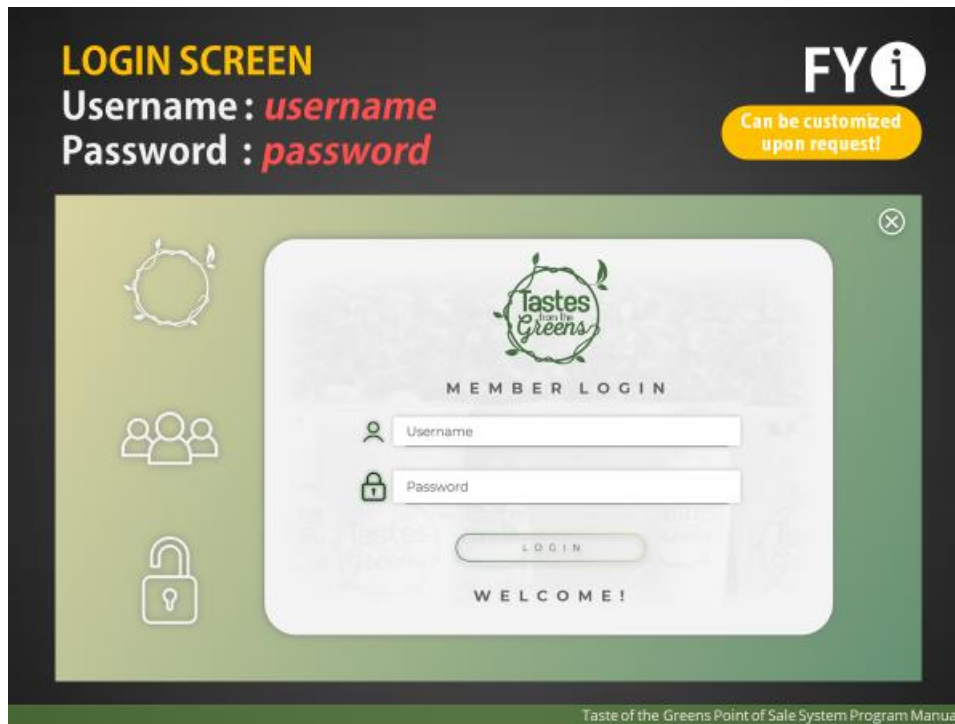 LOGIN SCREEN
Username : username
Password : password
FYi
Can be customized
upon request!
Tastes
from the
Greens
MEMBER LOGIN
Username
Password
LOGIN
WELCOME!
Taste of the Greens Point of Sale System Program Manua